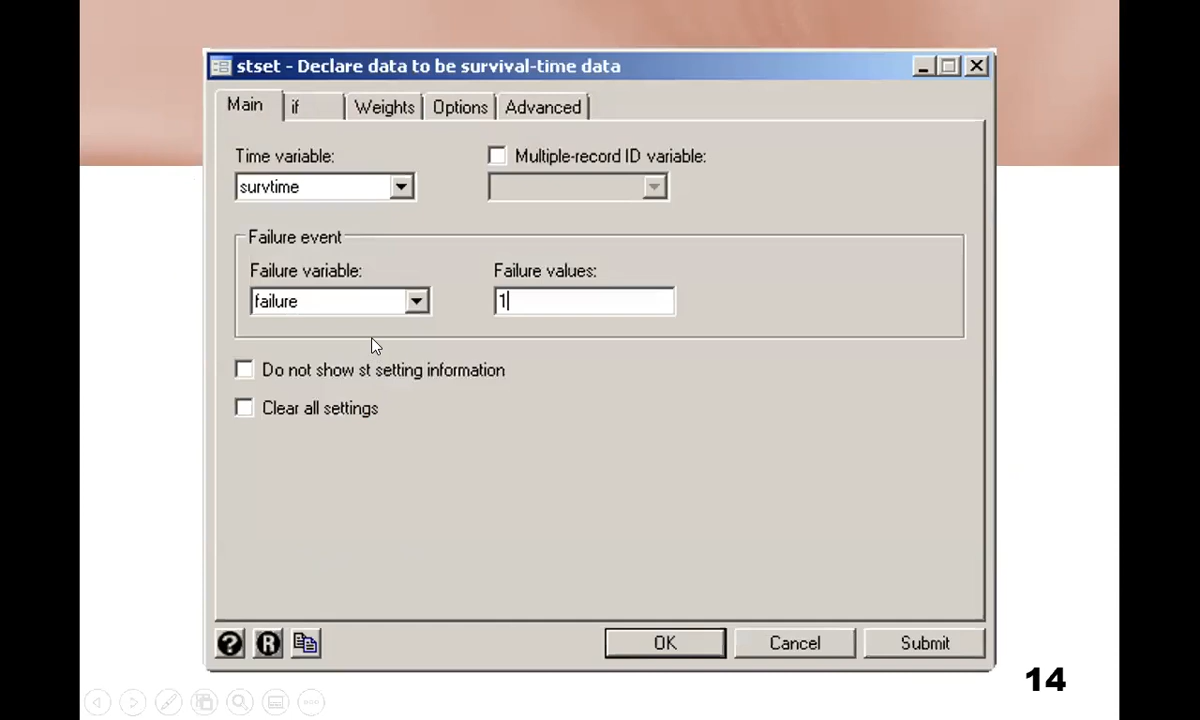 stset - Declare data to be survival-time data
Main if Weights Options Advanced
Time variable: Multiple-record ID variable:
survtime
Failure event
Failure variable: Failure values:
failure 1
Do not show st setting information
Clear all settings
? R OK Cancel Submit
14